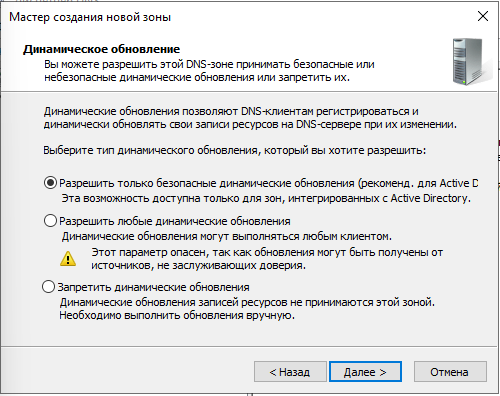 Мастер создания новой зоны
Динамическое обновление
Вы можете разрешить этой DNS-зоне принимать безопасные или
небезопасные динамические обновления или запретить их.
Динамические обновления позволяют DNS-клиентам регистрироваться и
динамически обновлять свои записи ресурсов на DNS-сервере при их изменении.
Выберите тип динамического обновления, который вы хотите разрешить:
Разрешить только безопасные динамические обновления (рекоменд. для Active D
Эта возможность доступна только для зон, интегрированных с Active Directory.
Разрешить любые динамические обновления
Динамические обновления могут выполняться любым клиентом.
Этот параметр опасен, так как обновления могут быть получены от
источников, не заслуживающих доверия.
Запретить динамические обновления
Динамические обновления записей ресурсов не принимаются этой зоной.
Необходимо выполнить обновления вручную.
< Назад
Далее >
Отмена